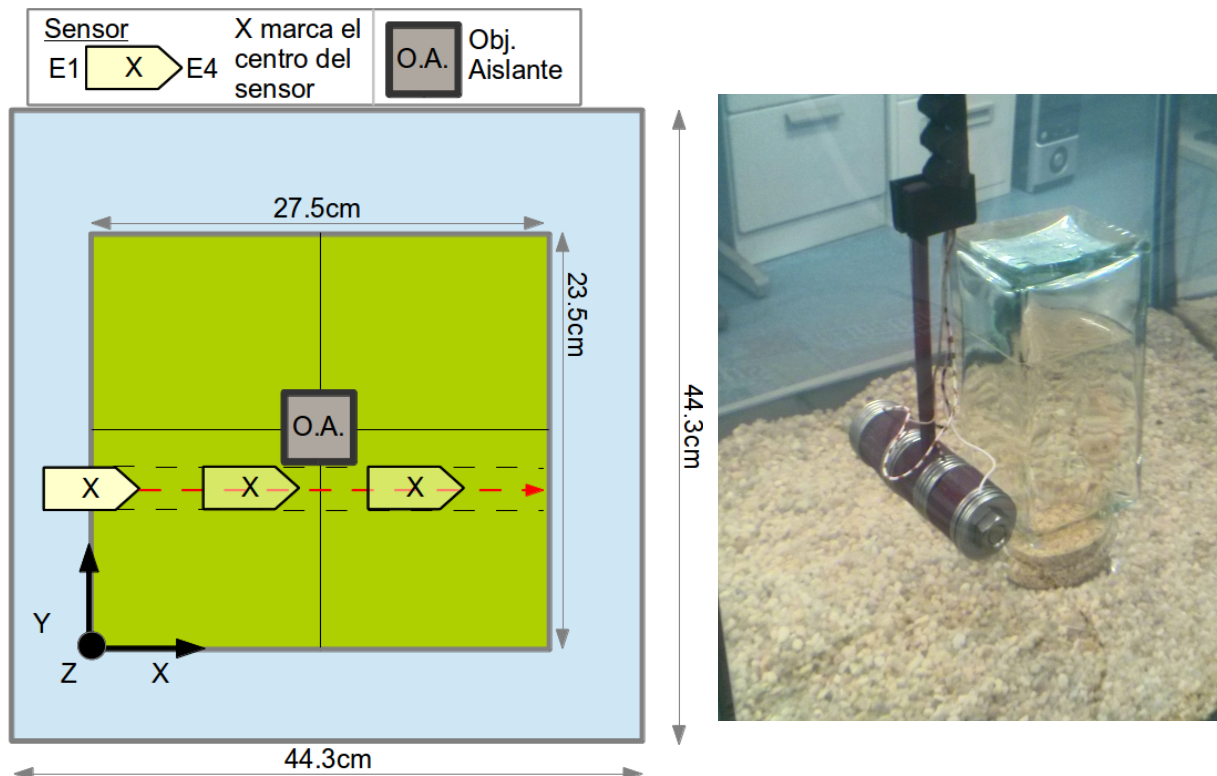 Sensor
E1 X E4
X marca el
centro del
sensor
O.A.
Obj.
Aislante
27.5cm
23.5cm
44.3cm
O.A.
X
X
X
Y
Z
X
44.3cm